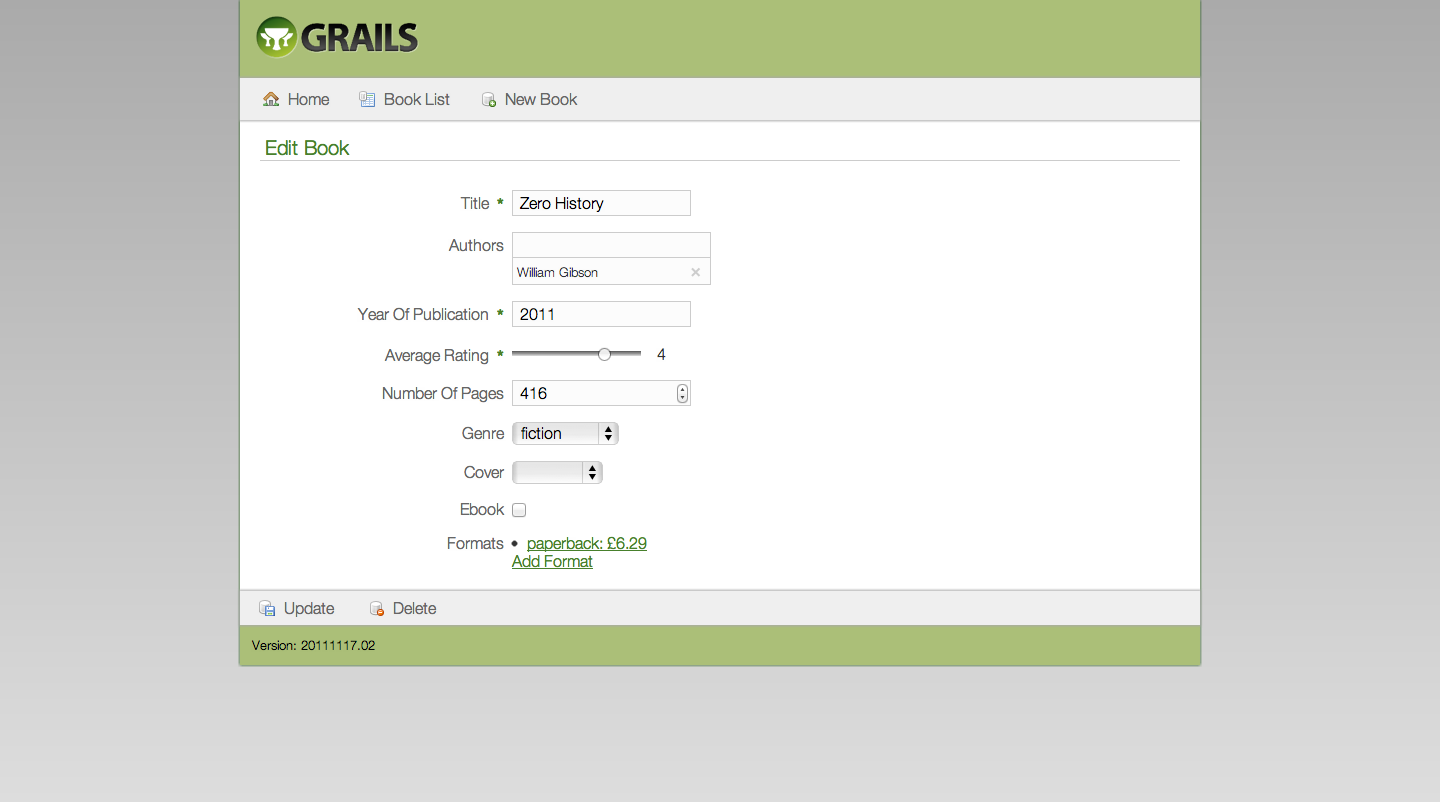 GRAILS
Home Book List New Book
Edit Book
Title * Zero History
Authors
William Gibson ×
Year Of Publication * 2011
Average Rating * 4
Number Of Pages 416
Genre fiction
Cover
Ebook
Formats • paperback: £6.29
Add Format
Update Delete
Version: 20111117.02